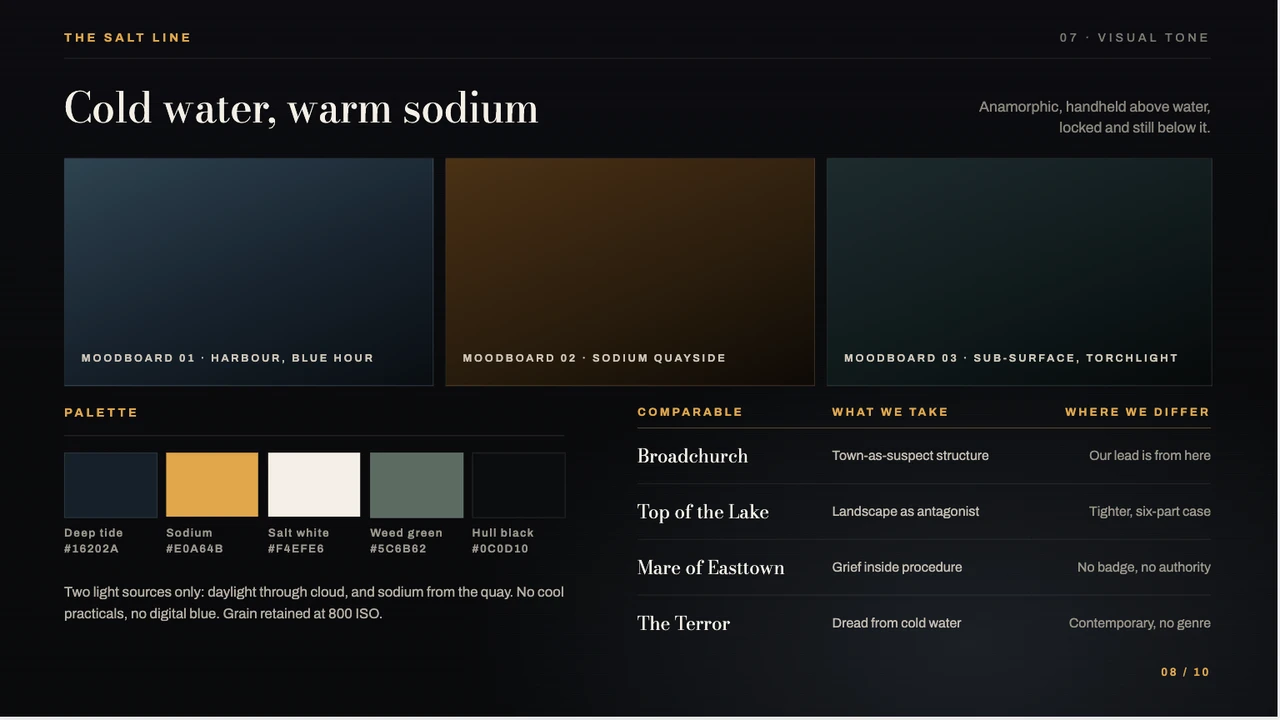 THE SALT LINE
07 · VISUAL TONE
Cold water, warm sodium
Anamorphic, handheld above water,
locked and still below it.
MOODBOARD 01 · HARBOUR, BLUE HOUR
MOODBOARD 02 · SODIUM QUAYSIDE
MOODBOARD 03 · SUB-SURFACE, TORCHLIGHT
PALETTE
Deep tide
#16202A
Sodium
#E0A64B
Salt white
#F4EFE6
Weed green
#5C6B62
Hull black
#0C0D10
Two light sources only: daylight through cloud, and sodium from the quay. No cool
practicals, no digital blue. Grain retained at 800 ISO.
COMPARABLE WHAT WE TAKE WHERE WE DIFFER
Broadchurch Town-as-suspect structure Our lead is from here
Top of the Lake Landscape as antagonist Tighter, six-part case
Mare of Easttown Grief inside procedure No badge, no authority
The Terror Dread from cold water Contemporary, no genre
08 / 10